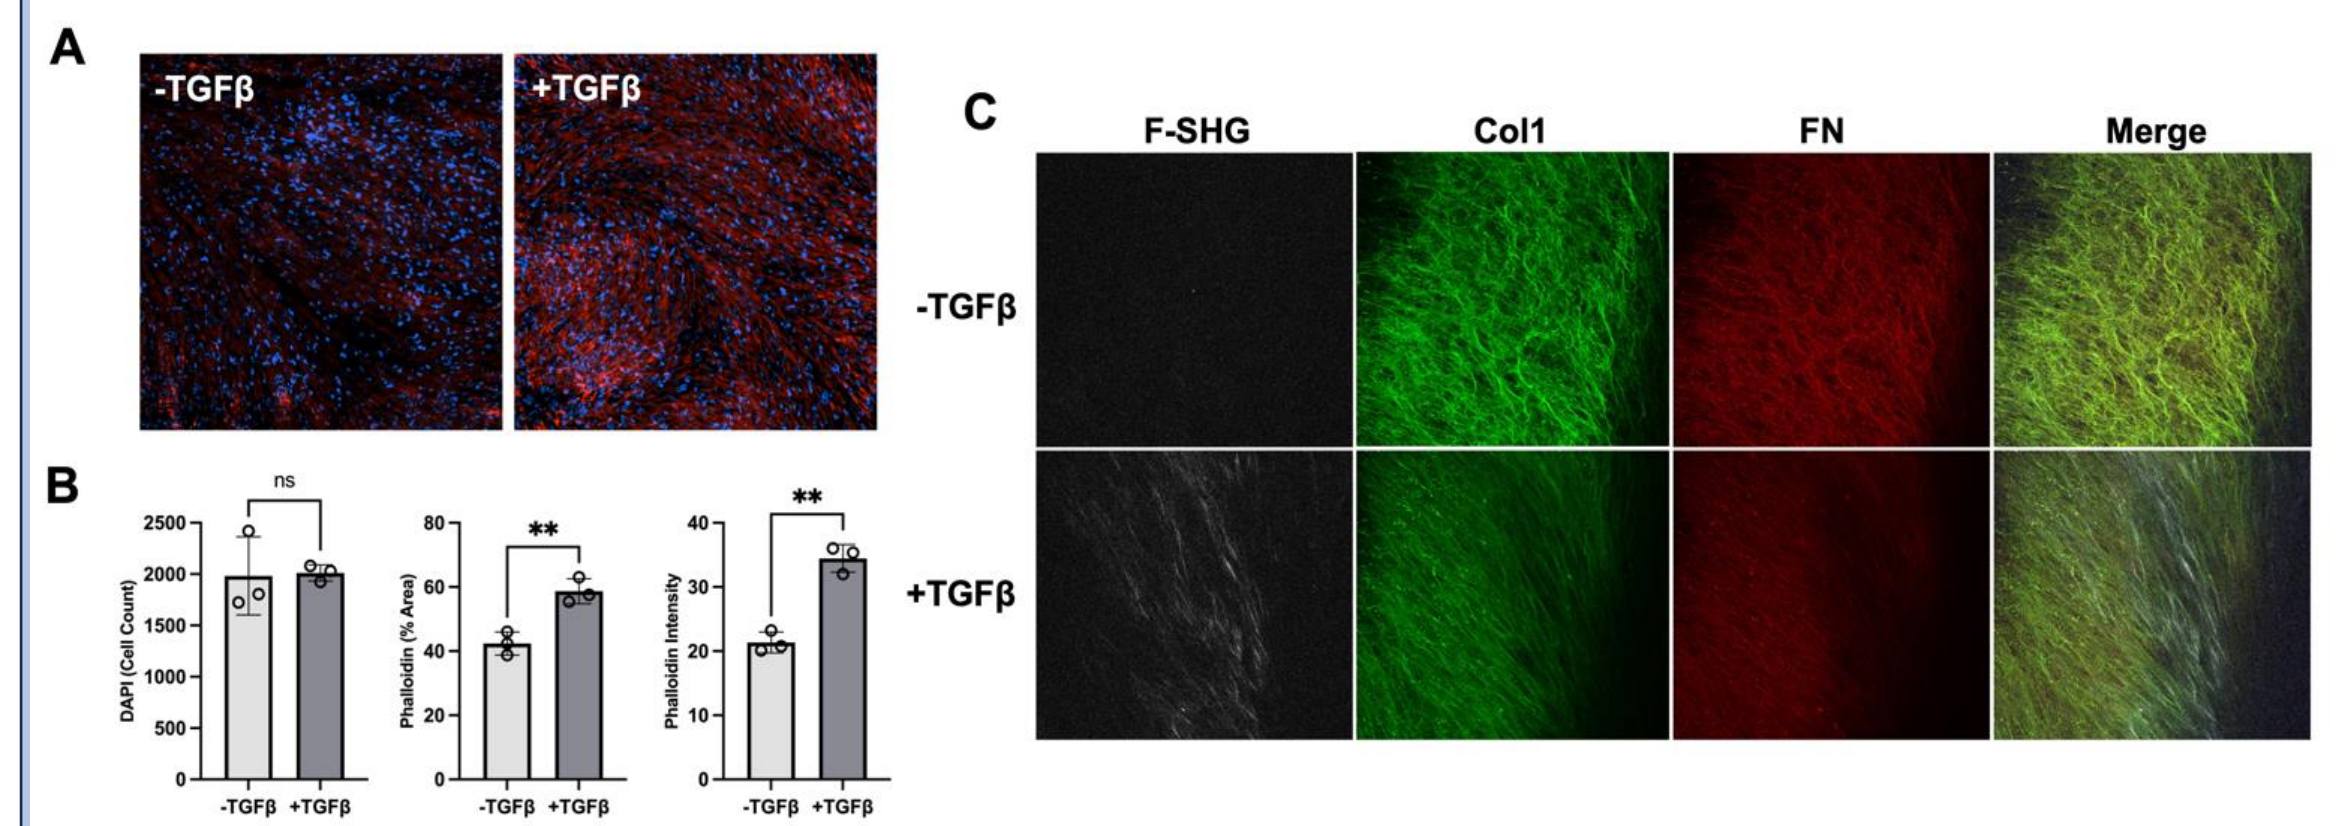 A
-TGFβ
+TGFβ
B
ns
DAPI (Cell Count)
2500
2000
1500
1000
500
0
-TGFβ +TGFβ
**
Phalloidin (% Area)
80
60
40
20
0
-TGFβ +TGFβ
**
Phalloidin Intensity
40
30
20
10
0
-TGFβ +TGFβ
C
F-SHG Col1 FN Merge
-TGFβ
+TGFβ